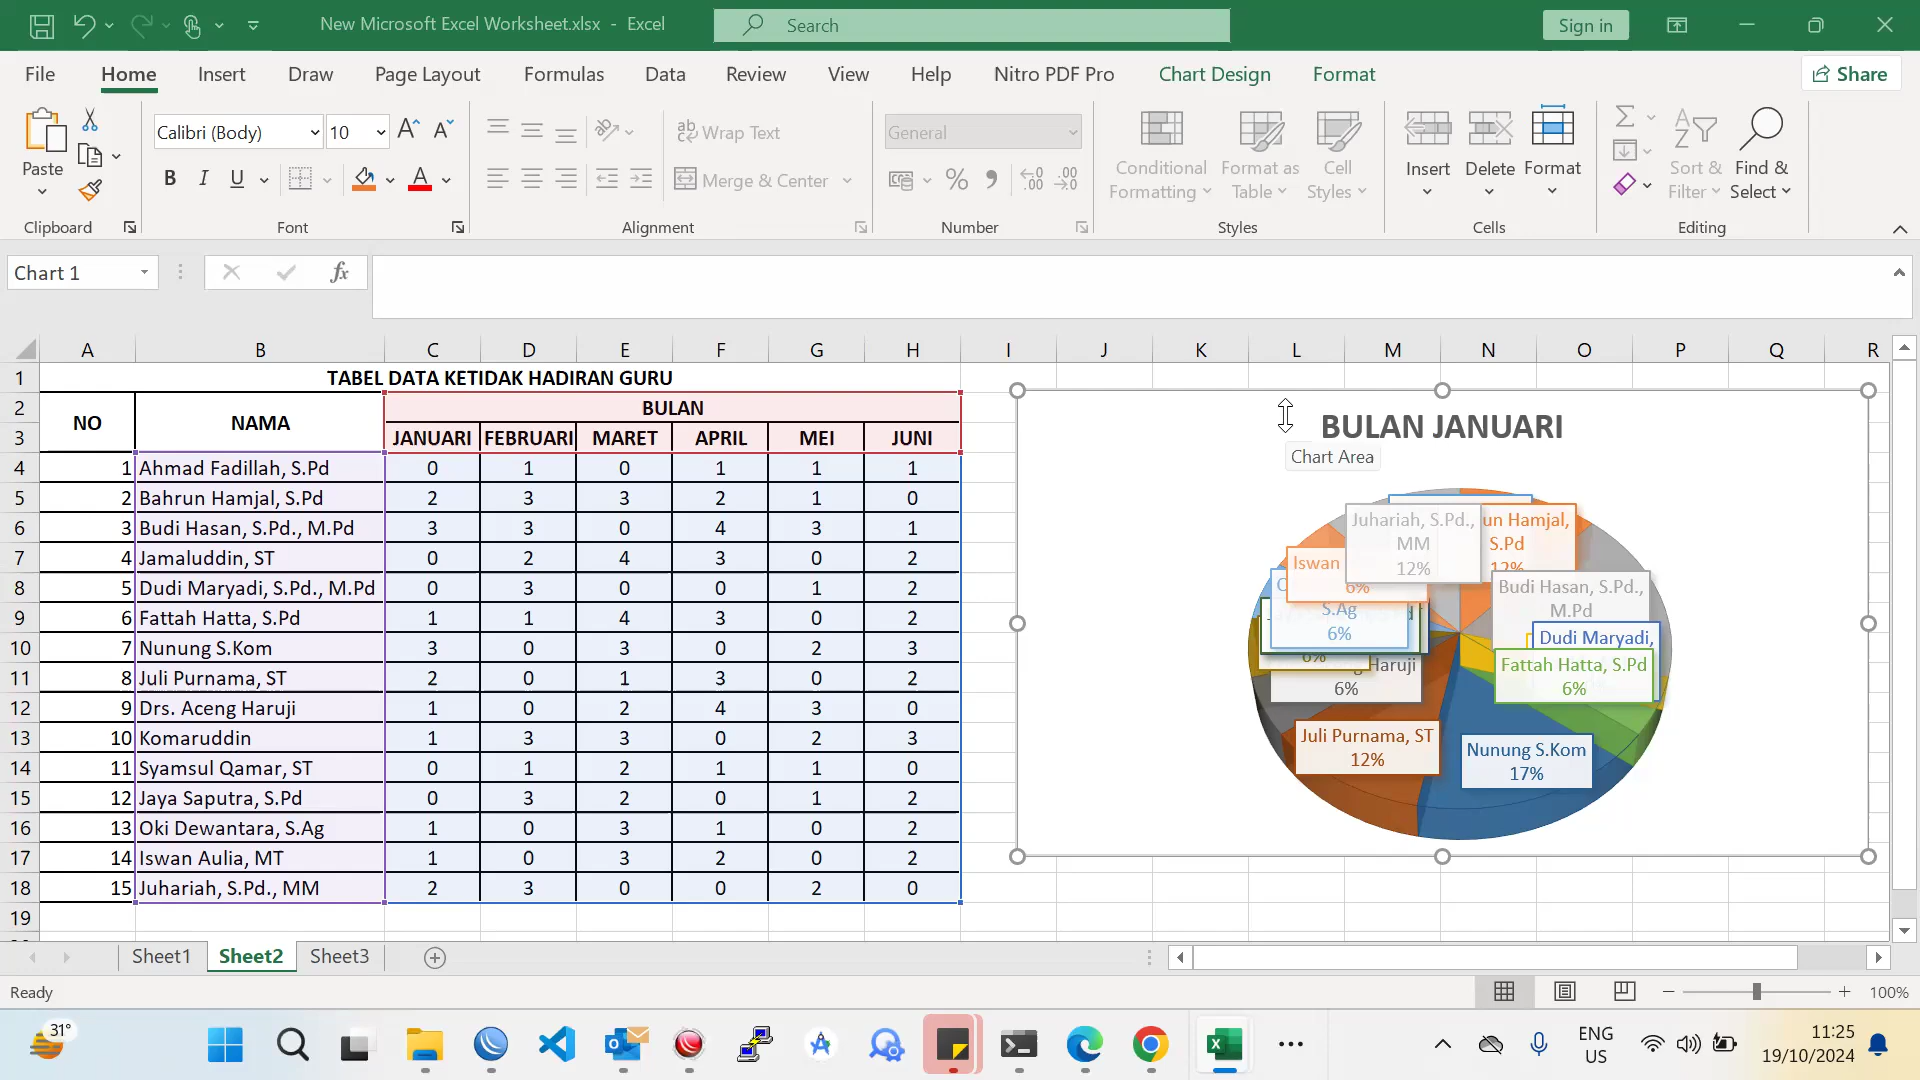 New Microsoft Excel Worksheet.xlsx - Excel
Search
Sign in
File Home Insert Draw Page Layout Formulas Data Review View Help Nitro PDF Pro Chart Design Format
Share
Paste
Calibri (Body) 10
Wrap Text
Merge & Center
General
Conditional Formatting
Format as Table
Cell Styles
Insert
Delete
Format
Sort & Filter
Find & Select
Clipboard Font Alignment Number Styles Cells Editing
Chart 1
A B C D E F G H I J K L M N O P Q R
1 TABEL DATA KETIDAK HADIRAN GURU
2 NO NAMA BULAN
3 JANUARI FEBRUARI MARET APRIL MEI JUNI
4 1 Ahmad Fadillah, S.Pd 0 1 0 1 1 1
5 2 Bahrun Hamjal, S.Pd 2 3 3 2 1 0
6 3 Budi Hasan, S.Pd., M.Pd 3 3 0 4 3 1
7 4 Jamaluddin, ST 0 2 4 3 0 2
8 5 Dudi Maryadi, S.Pd., M.Pd 0 3 0 0 1 2
9 6 Fattah Hatta, S.Pd 1 1 4 3 0 2
10 7 Nunung S.Kom 3 0 3 0 2 3
11 8 Juli Purnama, ST 2 0 1 3 0 2
12 9 Drs. Aceng Haruji 1 0 2 4 3 0
13 10 Komaruddin 1 3 3 0 2 3
14 11 Syamsul Qamar, ST 0 1 2 1 1 0
15 12 Jaya Saputra, S.Pd 0 3 2 0 1 2
16 13 Oki Dewantara, S.Ag 1 0 3 1 0 2
17 14 Iswan Aulia, MT 1 0 3 2 0 2
18 15 Juhariah, S.Pd., MM 2 3 0 0 2 0
19
BULAN JANUARI
Chart Area
Juhariah, S.Pd.,
MM
12%
un Hamjal,
S.Pd
12%
Iswan
6%
Budi Hasan, S.Pd.,
M.Pd
S.Ag
6%
Dudi Maryadi,
Fattah Hatta, S.Pd
6%
6%
Haruji
6%
Juli Purnama, ST
12%
Nunung S.Kom
17%
Sheet1 Sheet2 Sheet3
Ready
100%
31°
ENG
US
11:25
19/10/2024